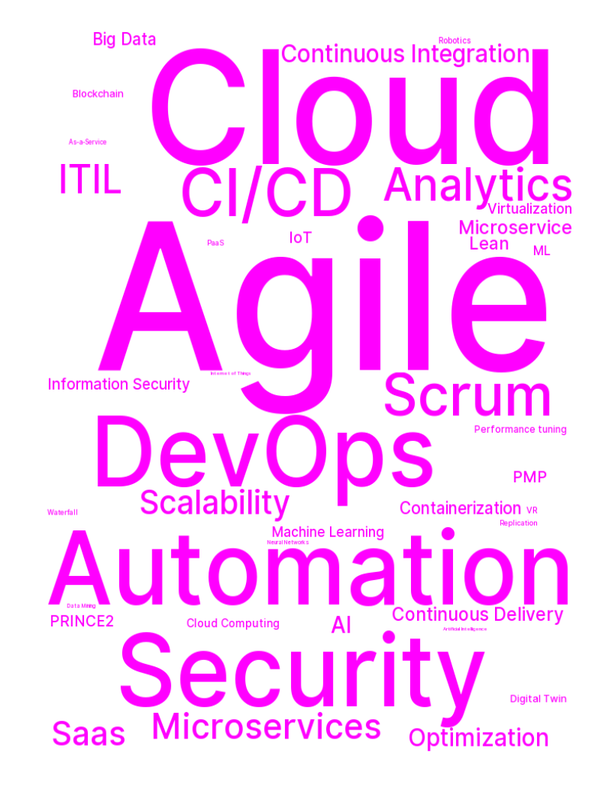 Big Data
Robotics
Continuous Integration
Cloud
Blockchain
As-a-Service
ITIL
CI/CD
Analytics
Virtualization
Microservice
PaaS
IoT
Lean
ML
Agile
Internet of Things
Information Security
Scrum
DevOps
Performance tuning
PMP
Scalability
Containerization
VR
Waterfall
Replication
Machine Learning
Neural Networks
Automation
Data Mining
PRINCE2
Cloud Computing
AI
Continuous Delivery
Artificial Intelligence
Security
Digital Twin
Saas
Microservices
Optimization